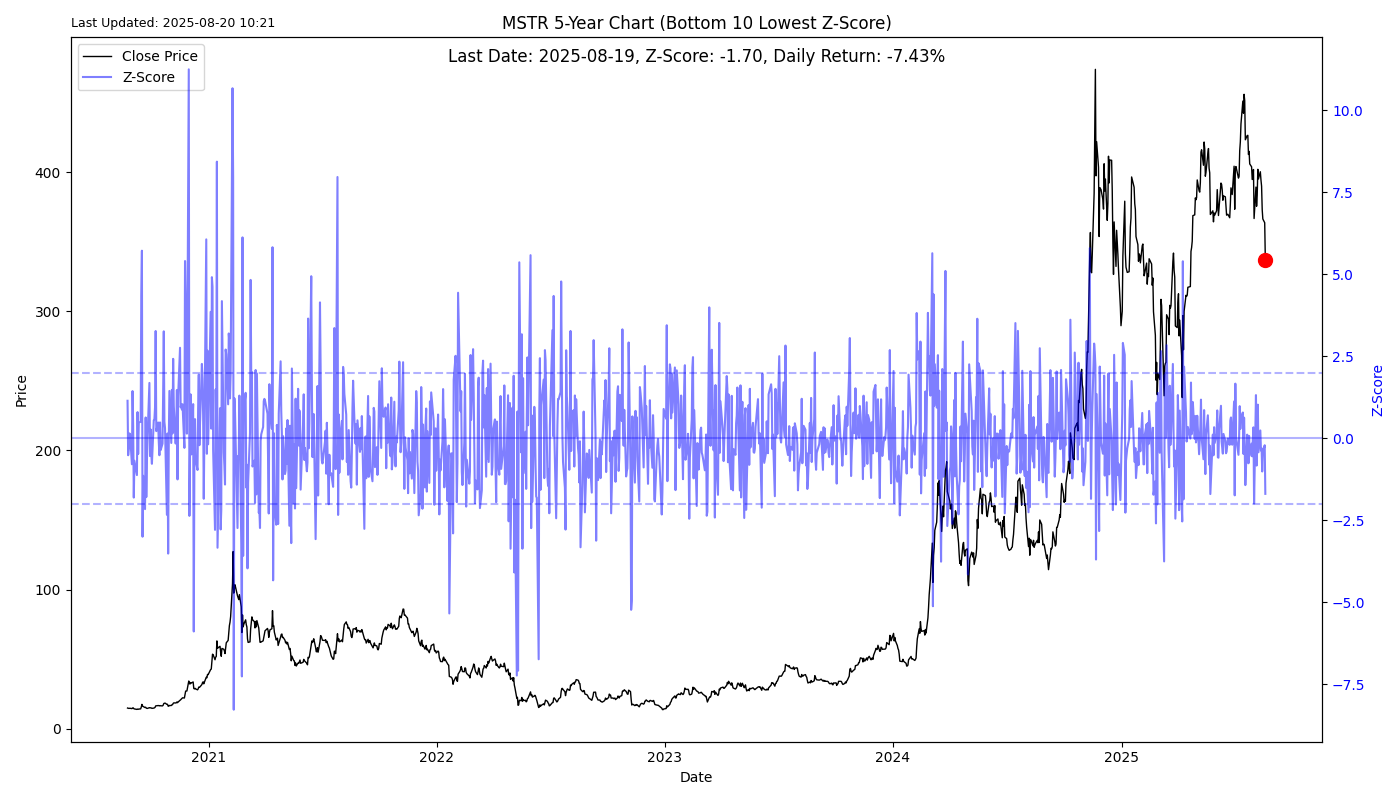 Last Updated: 2025-08-20 10:21
MSTR 5-Year Chart (Bottom 10 Lowest Z-Score)
Last Date: 2025-08-19, Z-Score: -1.70, Daily Return: -7.43%
Close Price
Z-Score
Price
400
300
200
100
0
10.0
7.5
5.0
2.5
0.0
−2.5
−5.0
−7.5
Z-Score
2021
2022
2023
2024
2025
Date